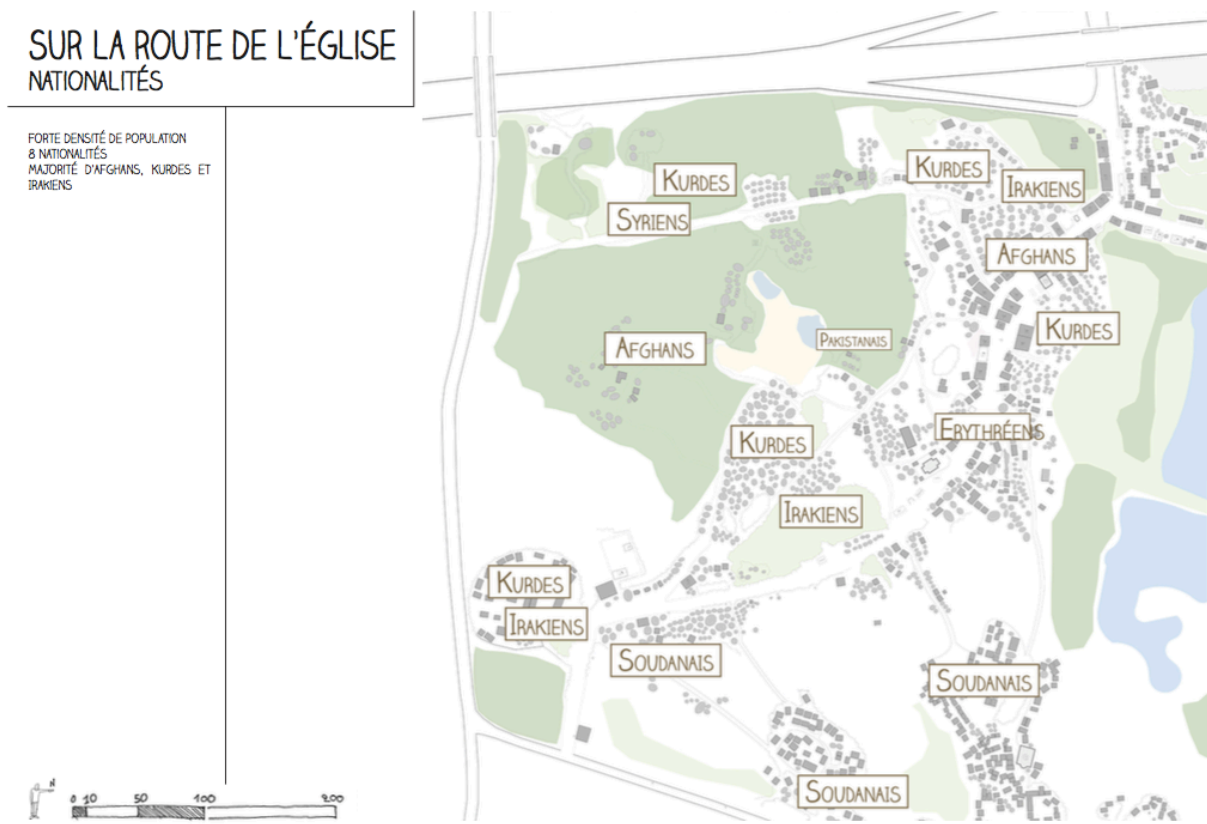 SUR LA ROUTE DE L'ÉGLISE
NATIONALITÉS
FORTE DENSITÉ DE POPULATION
8 NATIONALITÉS
MAJORITÉ D'AFGHANS, KURDES ET
IRAKIENS
KURDES
KURDES
IRAKIENS
SYRIENS
AFGHANS
KURDES
PAKISTANAIS
AFGHANS
ERYTHRÉENS
KURDES
IRAKIENS
KURDES
IRAKIENS
SOUDANAIS
SOUDANAIS
SOUDANAIS
N
0 10 50 100 200